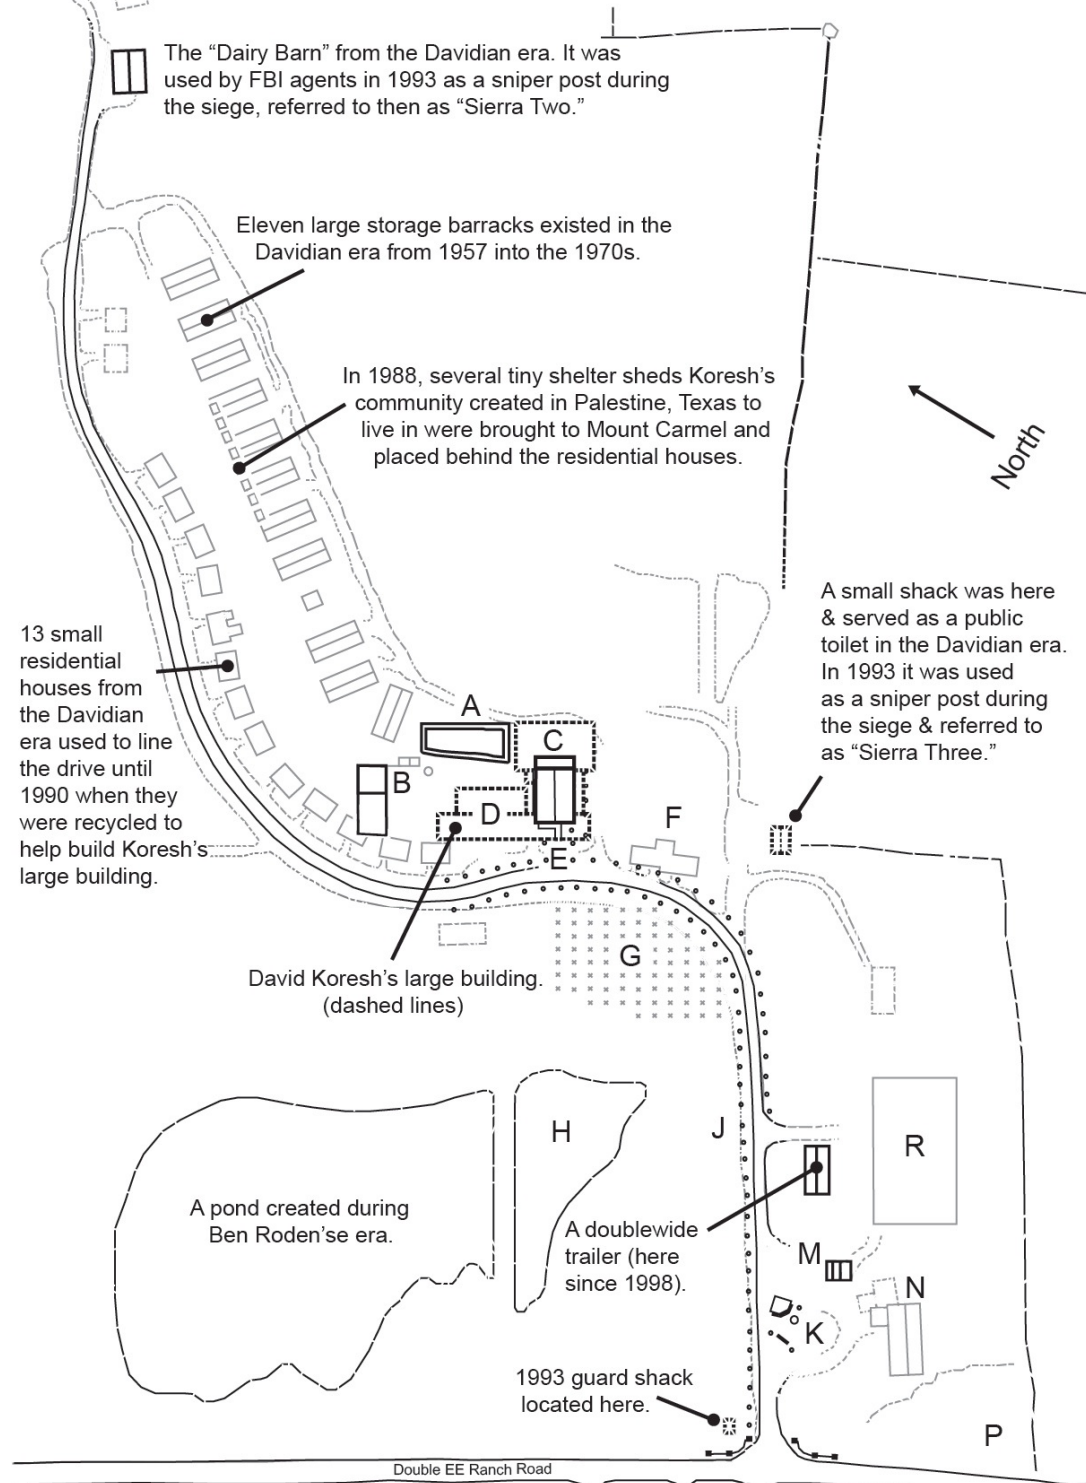 The “Dairy Barn” from the Davidian era. It was
used by FBI agents in 1993 as a sniper post during
the siege, referred to then as “Sierra Two.”
Eleven large storage barracks existed in the
Davidian era from 1957 into the 1970s.
In 1988, several tiny shelter sheds Koresh’s
community created in Palestine, Texas to
live in were brought to Mount Carmel and
placed behind the residential houses.
North
A small shack was here
& served as a public
toilet in the Davidian era.
In 1993 it was used
as a sniper post during
the siege & referred to
as “Sierra Three.”
13 small
residential
houses from
the Davidian
era used to line
the drive until
1990 when they
were recycled to
help build Koresh’s
large building.
A
C
B
D
F
E
G
David Koresh’s large building.
(dashed lines)
H
J
R
A pond created during
Ben Roden’se era.
A doublewide
trailer (here
since 1998).
M
N
K
1993 guard shack
located here.
P
Double EE Ranch Road